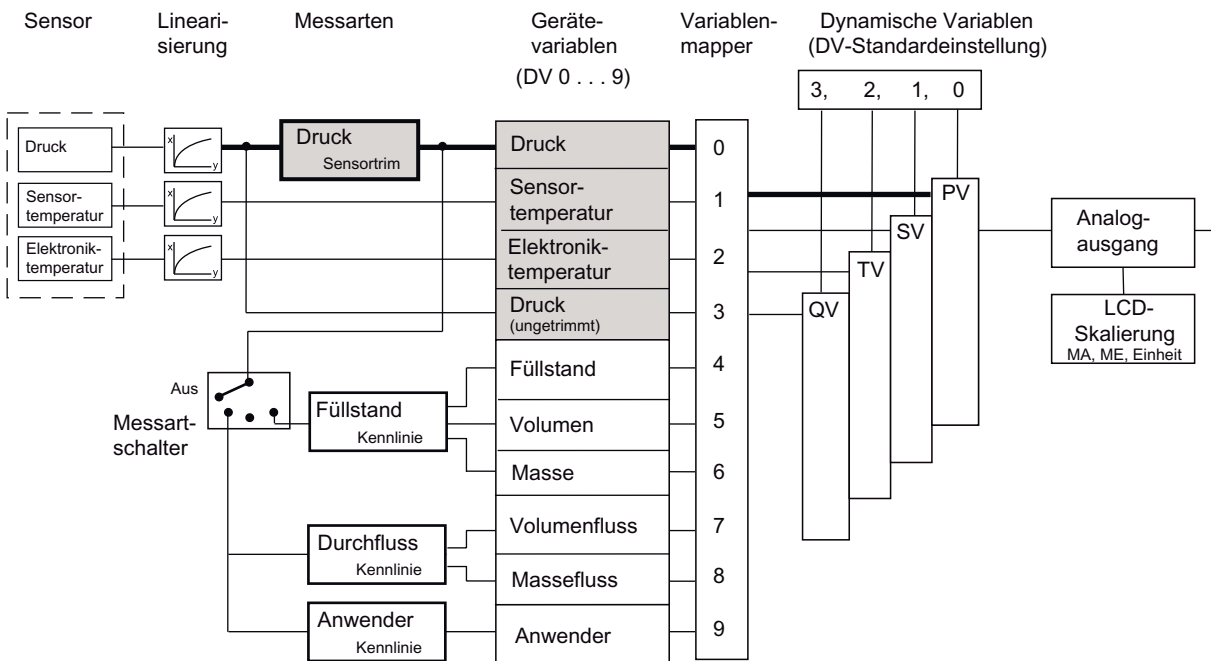 Sensor
Lineari-
sierung
Messarten
Geräte-
variablen
(DV 0 . . . 9)
Variablen-
mapper
Dynamische Variablen
(DV-Standardeinstellung)
3, 2, 1, 0
Druck
x
y
Druck
Sensortrim
Druck
0
Sensor-
temperatur
x
y
Sensor-
temperatur
1
PV
Elektronik-
temperatur
x
y
Elektronik-
temperatur
2
SV
TV
Analog-
ausgang
Druck
(ungetrimmt)
3
QV
LCD-
Skalierung
MA, ME, Einheit
Aus
Messart-
schalter
Füllstand
Kennlinie
Füllstand
4
Volumen
5
Masse
6
Durchfluss
Kennlinie
Volumenfluss
7
Massefluss
8
Anwender
Kennlinie
Anwender
9